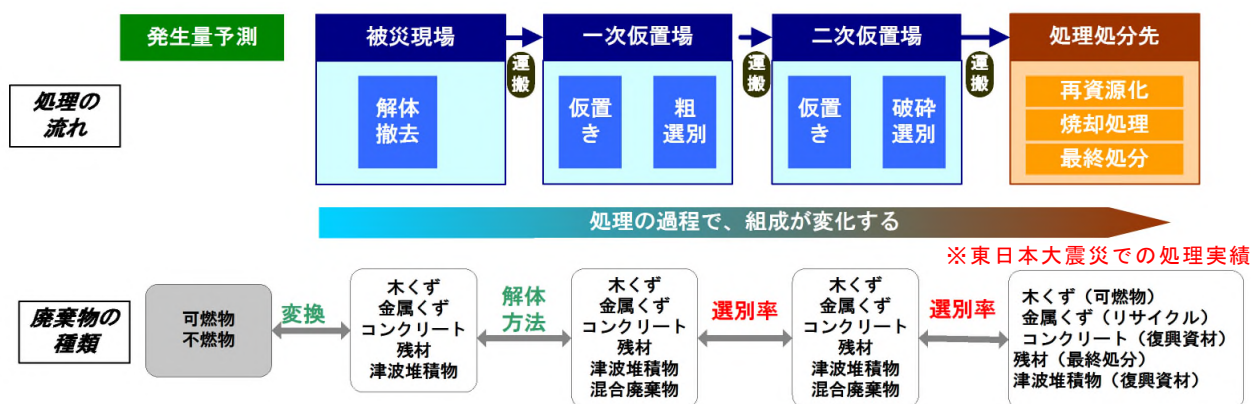 発生量予測
被災現場
一次仮置場
二次仮置場
処理処分先
運搬
運搬
運搬
処理の
流れ
解体
撤去
仮置
き
粗
選別
仮置
き
破砕
選別
再資源化
焼却処理
最終処分
処理の過程で、組成が変化する
※東日本大震災での処理実績
廃棄物の
種類
可燃物
不燃物
変換
木くず
金属くず
コンクリート
残材
津波堆積物
解体
方法
木くず
金属くず
コンクリート
残材
津波堆積物
混合廃棄物
選別率
木くず
金属くず
コンクリート
残材
津波堆積物
混合廃棄物
選別率
木くず（可燃物）
金属くず（リサイクル）
コンクリート（復興資材）
残材（最終処分）
津波堆積物（復興資材）